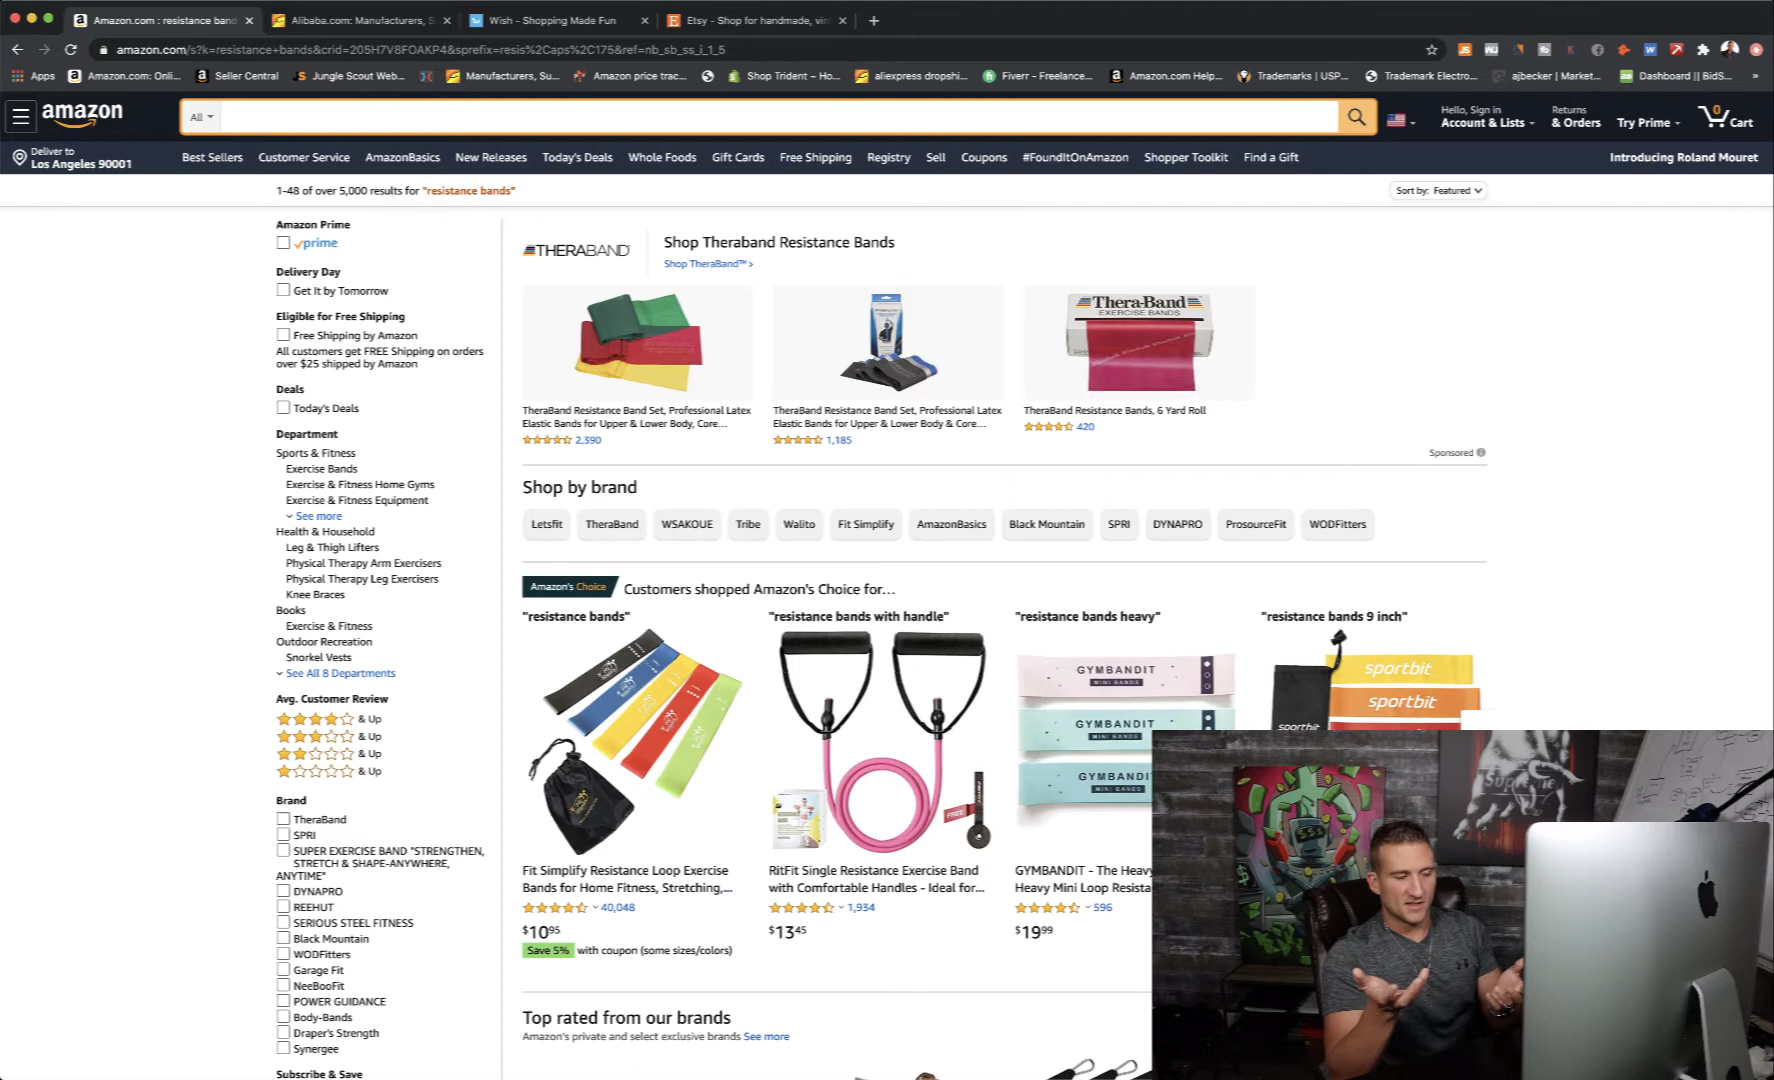 Amazon.com : resistance band
Alibaba.com: Manufacturers, S
Wish - Shopping Made Fun
Etsy - Shop for handmade, vin
amazon.com/s?k=resistance+bands&crid=205H7V8FOAKP4&sprefix=resis%2Caps%2C175&ref=nb_sb_ss_i_1_5
Apps
Amazon.com: Onli...
Seller Central
Jungle Scout Web...
Manufacturers, Su...
Amazon price trac...
Shop Trident ~ Ho...
aliexpress dropshi...
Fiverr - Freelance...
Amazon.com Help...
Trademarks | USP...
Trademark Electro...
ajbecker | Market...
Dashboard || BidS...
amazon
All
Hello, Sign in
Account & Lists
Returns
& Orders
Try Prime
0
Cart
Deliver to
Los Angeles 90001
Best Sellers
Customer Service
AmazonBasics
New Releases
Today's Deals
Whole Foods
Gift Cards
Free Shipping
Registry
Sell
Coupons
#FoundItOnAmazon
Shopper Toolkit
Find a Gift
Introducing Roland Mouret
1-48 of over 5,000 results for "resistance bands"
Sort by: Featured
Amazon Prime
prime
Delivery Day
Get It by Tomorrow
Eligible for Free Shipping
Free Shipping by Amazon
All customers get FREE Shipping on orders
over $25 shipped by Amazon
Deals
Today's Deals
Department
Sports & Fitness
Exercise Bands
Exercise & Fitness Home Gyms
Exercise & Fitness Equipment
See more
Health & Household
Leg & Thigh Lifters
Physical Therapy Arm Exercisers
Physical Therapy Leg Exercisers
Knee Braces
Books
Exercise & Fitness
Outdoor Recreation
Snorkel Vests
See All 8 Departments
Avg. Customer Review
& Up
& Up
& Up
& Up
Brand
TheraBand
SPRI
SUPER EXERCISE BAND "STRENGTHEN,
STRETCH & SHAPE-ANYWHERE,
ANYTIME"
DYNAPRO
REEHUT
SERIOUS STEEL FITNESS
Black Mountain
WODFitters
Garage Fit
NeeBooFit
POWER GUIDANCE
Body-Bands
Draper's Strength
Synergee
Subscribe & Save
THERABAND
Shop Theraband Resistance Bands
Shop TheraBand™ >
Thera-Band
EXERCISE BANDS
TheraBand Resistance Band Set, Professional Latex
Elastic Bands for Upper & Lower Body, Core...
2,390
TheraBand Resistance Band Set, Professional Latex
Elastic Bands for Upper & Lower Body & Core...
1,185
TheraBand Resistance Bands, 6 Yard Roll
420
Sponsored
Shop by brand
Letsfit
TheraBand
WSAKOUE
Tribe
Walito
Fit Simplify
AmazonBasics
Black Mountain
SPRI
DYNAPRO
ProsourceFit
WODFitters
Amazon's Choice
Customers shopped Amazon's Choice for...
"resistance bands"
"resistance bands with handle"
"resistance bands heavy"
"resistance bands 9 inch"
FREE
GYMBANDIT
MINI BANDS
GYMBANDIT
MINI BANDS
GYMBANDIT
MINI BANDS
sportbit
sportbit
sportbit
Fit Simplify Resistance Loop Exercise
Bands for Home Fitness, Stretching,...
40,048
$10.95
Save 5% with coupon (some sizes/colors)
RitFit Single Resistance Exercise Band
with Comfortable Handles - Ideal for...
1,934
$13.45
GYMBANDIT - The Heavy
Heavy Mini Loop Resista
596
$19.99
Top rated from our brands
Amazon's private and select exclusive brands See more
Supreme
$$$